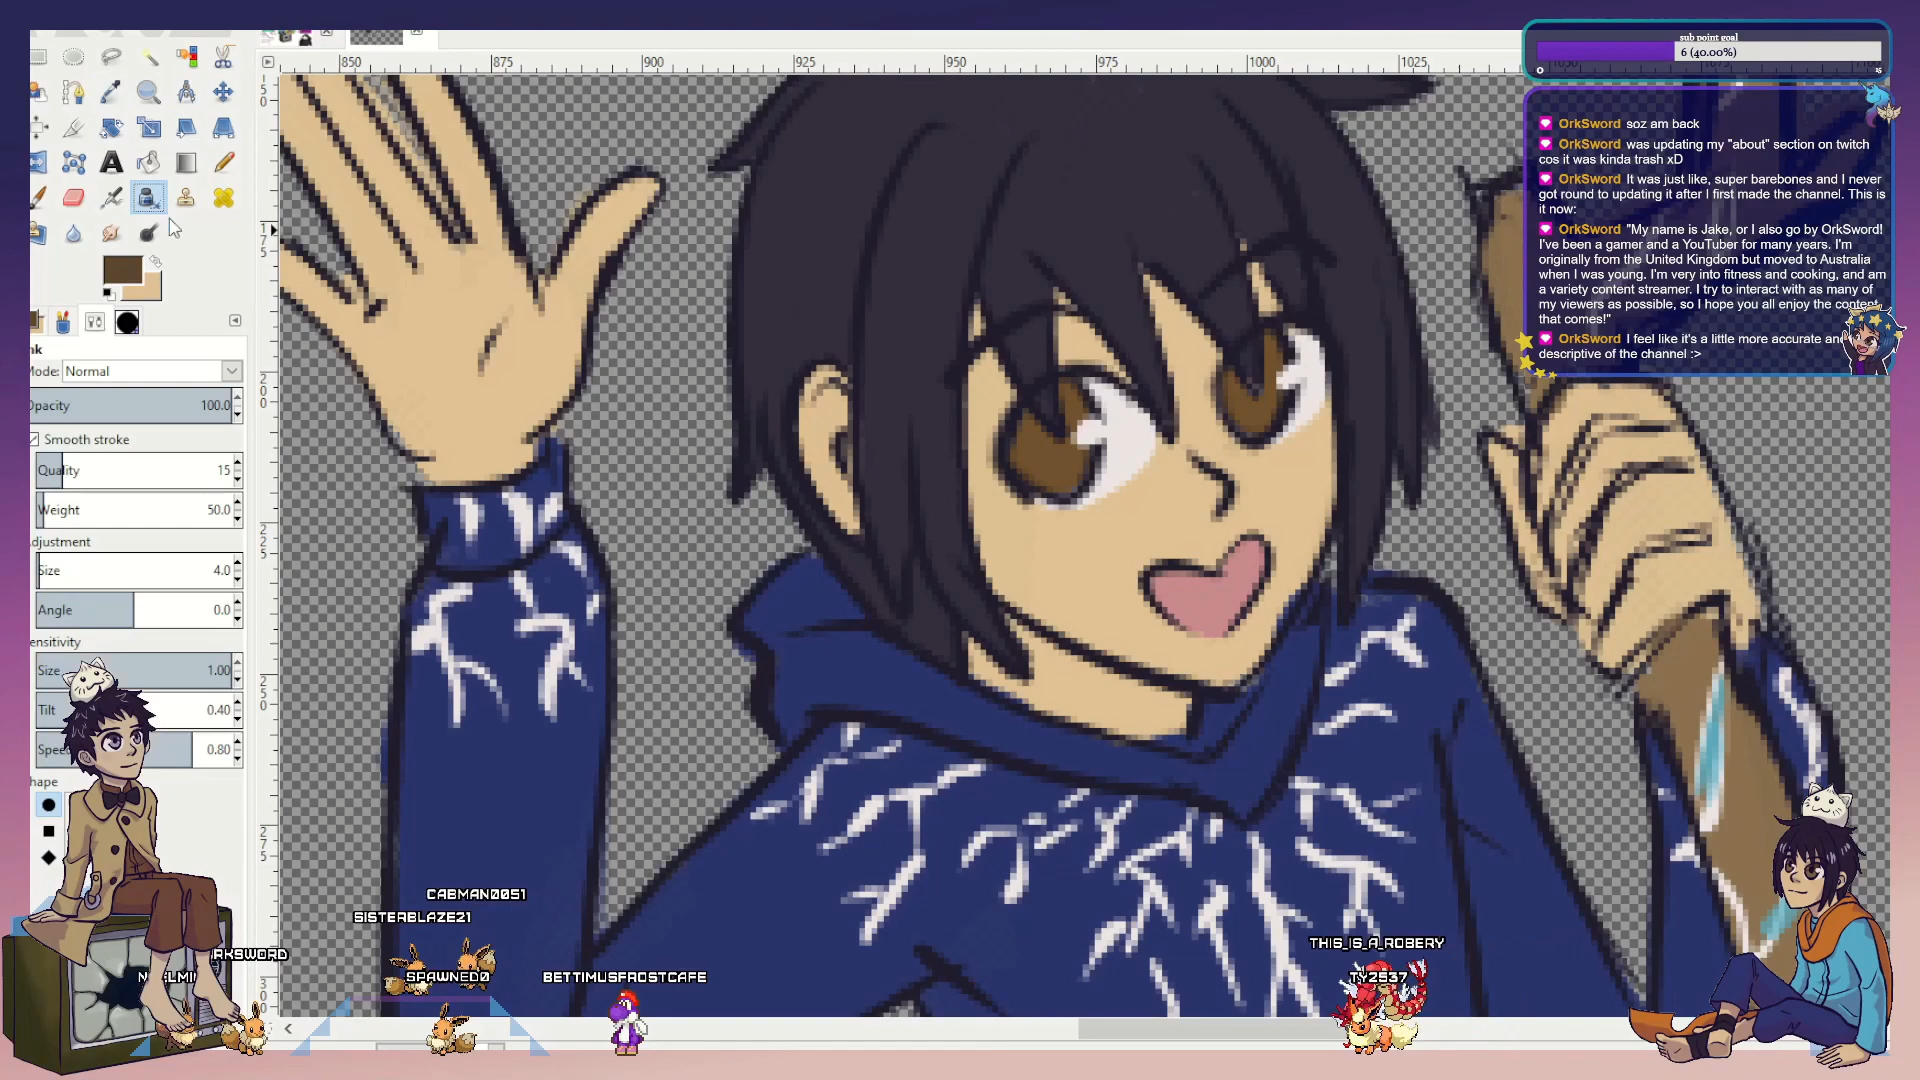 sub point goal
6 (40.00%)
0
850
875
900
925
950
975
1000
1025
OrkSword soz am back
OrkSword was updating my "about" section on twitch
cos it was kinda trash xD
OrkSword It was just like, super barebones and I never
got round to updating it after I first made the channel. This is
it now:
OrkSword "My name is Jake, or I also go by OrkSword!
I've been a gamer and a YouTuber for many years. I'm
originally from the United Kingdom but moved to Australia
when I was young. I'm very into fitness and cooking, and am
a variety content streamer. I try to interact with as many of
my viewers as possible, so I hope you all enjoy the content
that comes!"
OrkSword I feel like it's a little more accurate and
descriptive of the channel :>
nk
Mode: Normal
Opacity 100.0
Smooth stroke
Quality 15
Weight 50.0
Adjustment
Size 4.0
Angle 0.0
ensitivity
Size 1.00
Tilt 0.40
Speed 0.80
hape
CABMAN0051
SISTERBLAZE21
RKSWORD
SPAWNED0
BETTIMUSFROSTCAFE
THIS_IS_A_ROBERY
TY2537